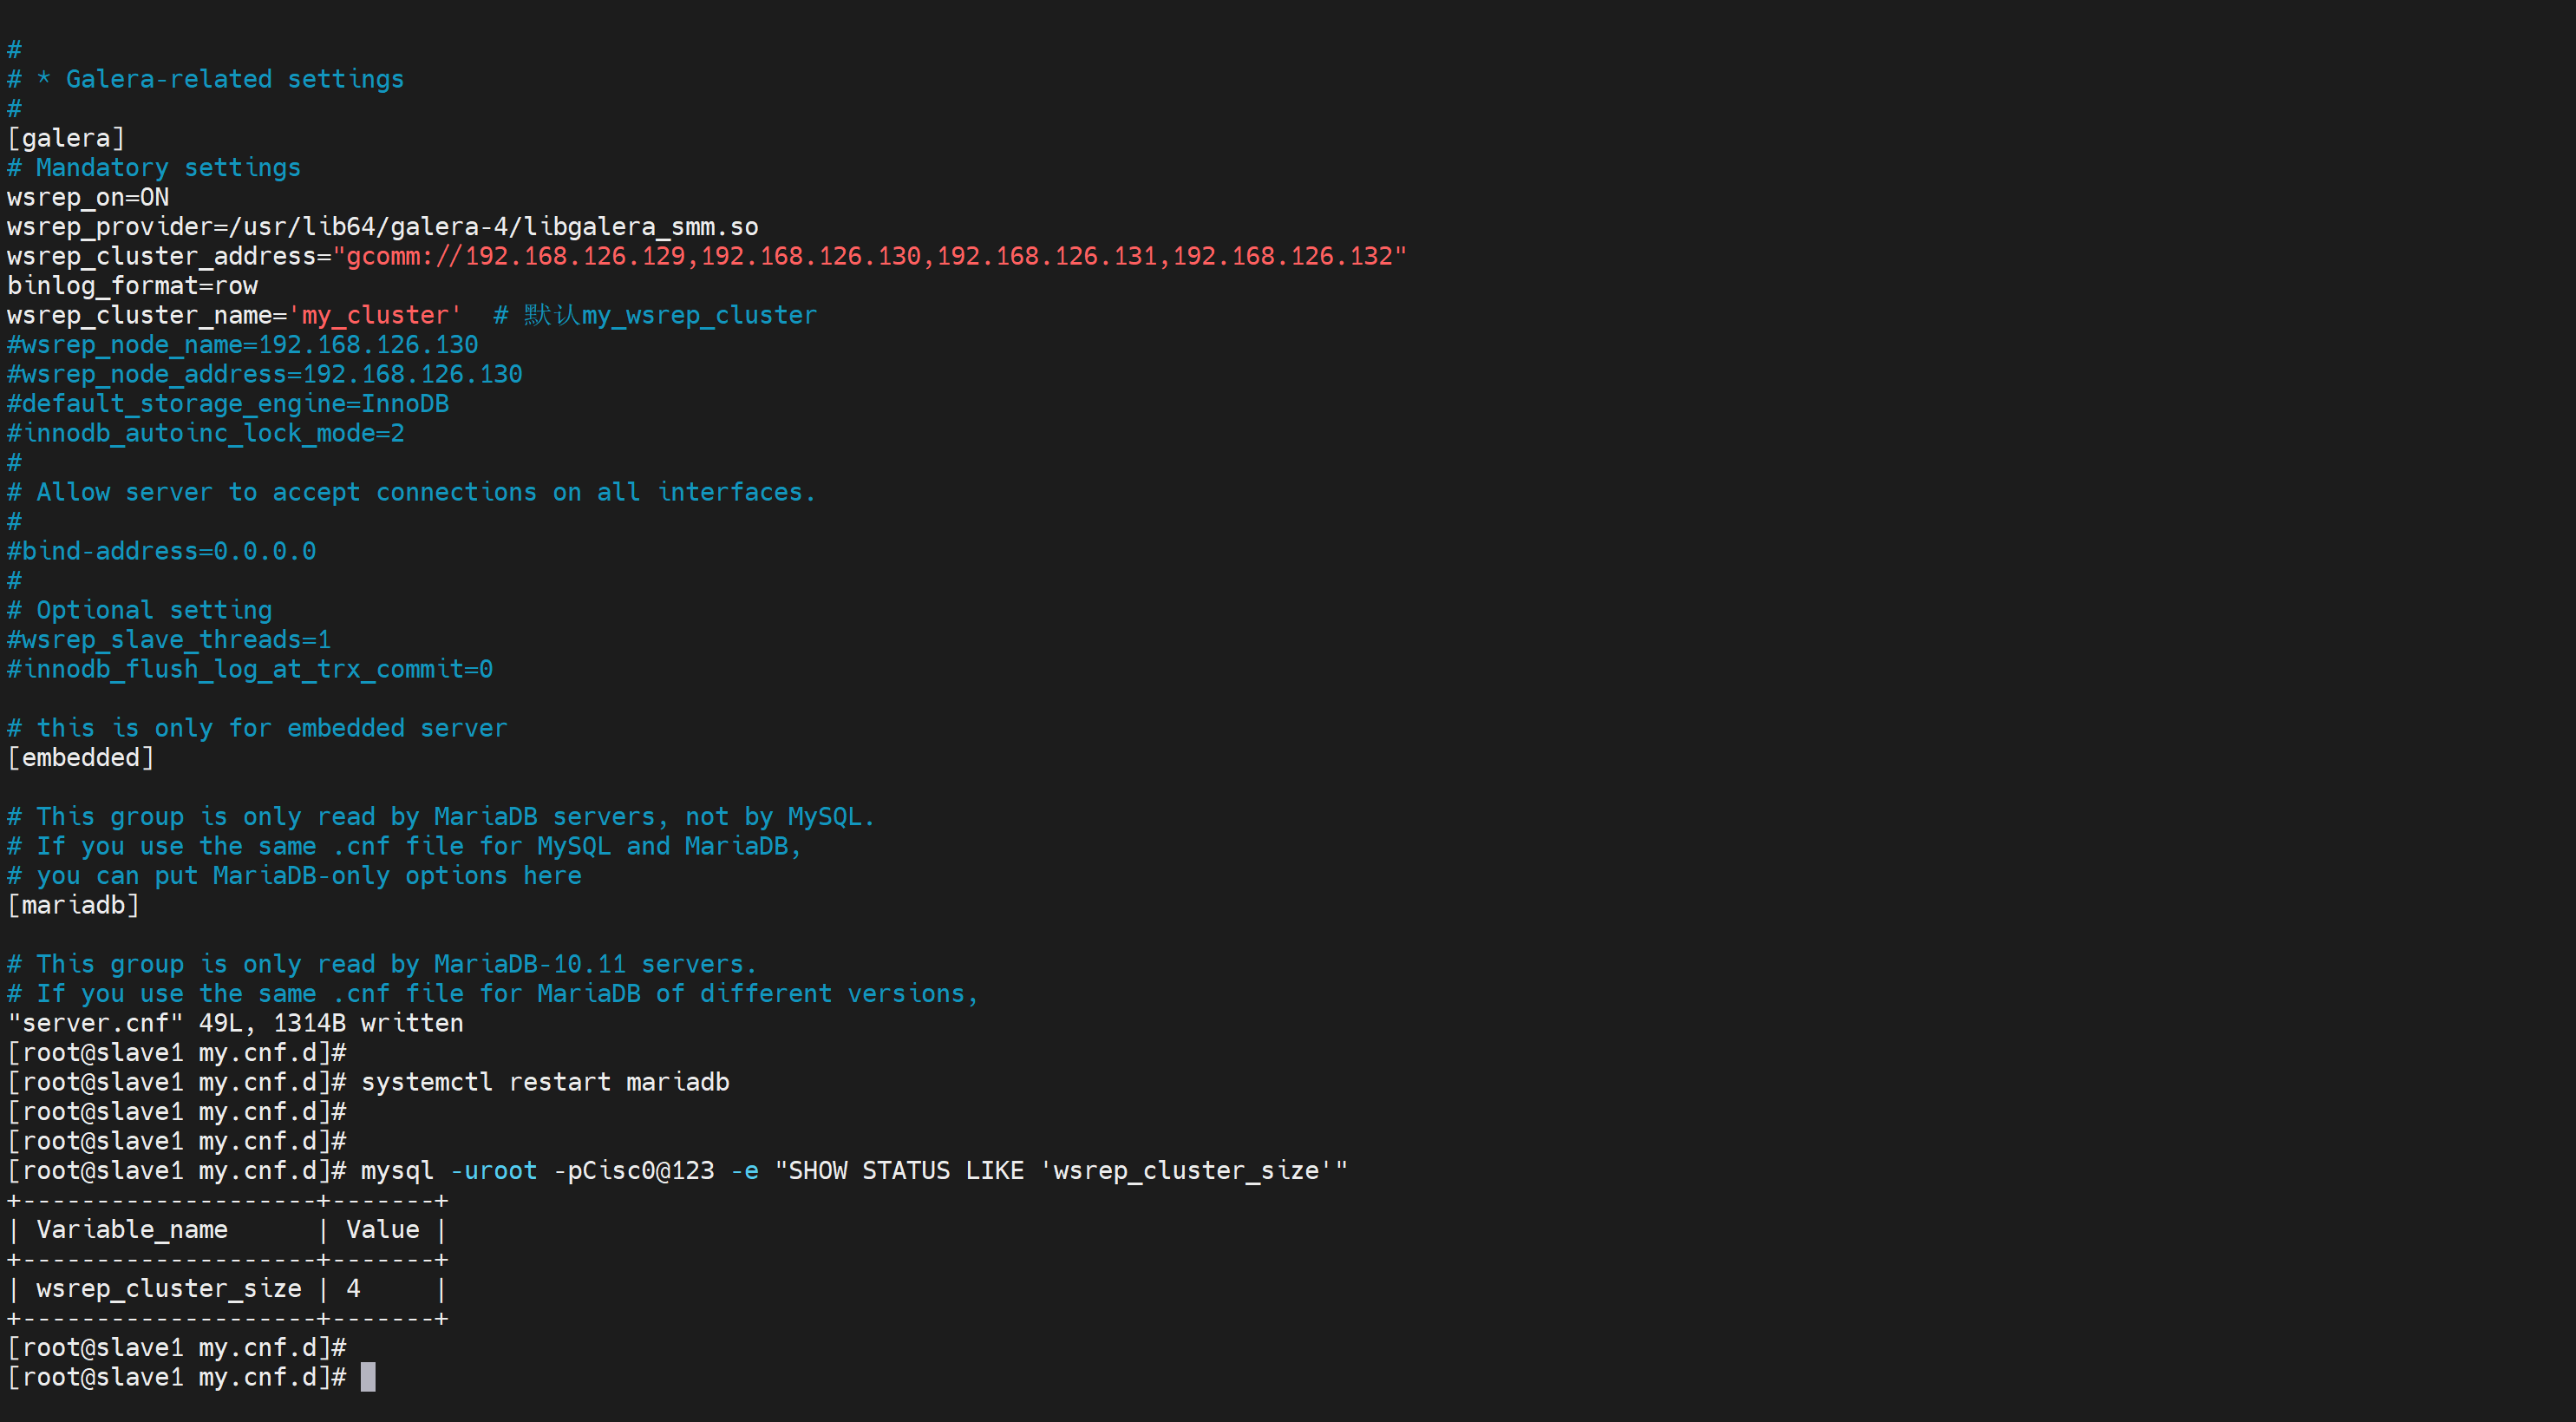 #
# * Galera-related settings
#
[galera]
# Mandatory settings
wsrep_on=ON
wsrep_provider=/usr/lib64/galera-4/libgalera_smm.so
wsrep_cluster_address="gcomm://192.168.126.129,192.168.126.130,192.168.126.131,192.168.126.132"
binlog_format=row
wsrep_cluster_name='my_cluster'  # 默认my_wsrep_cluster
#wsrep_node_name=192.168.126.130
#wsrep_node_address=192.168.126.130
#default_storage_engine=InnoDB
#innodb_autoinc_lock_mode=2
#
# Allow server to accept connections on all interfaces.
#
#bind-address=0.0.0.0
#
# Optional setting
#wsrep_slave_threads=1
#innodb_flush_log_at_trx_commit=0

# this is only for embedded server
[embedded]

# This group is only read by MariaDB servers, not by MySQL.
# If you use the same .cnf file for MySQL and MariaDB,
# you can put MariaDB-only options here
[mariadb]

# This group is only read by MariaDB-10.11 servers.
# If you use the same .cnf file for MariaDB of different versions,
"server.cnf" 49L, 1314B written
[root@slave1 my.cnf.d]#
[root@slave1 my.cnf.d]# systemctl restart mariadb
[root@slave1 my.cnf.d]#
[root@slave1 my.cnf.d]#
[root@slave1 my.cnf.d]# mysql -uroot -pCisc0@123 -e "SHOW STATUS LIKE 'wsrep_cluster_size'"
+--------------------+-------+
| Variable_name      | Value |
+--------------------+-------+
| wsrep_cluster_size | 4     |
+--------------------+-------+
[root@slave1 my.cnf.d]#
[root@slave1 my.cnf.d]#